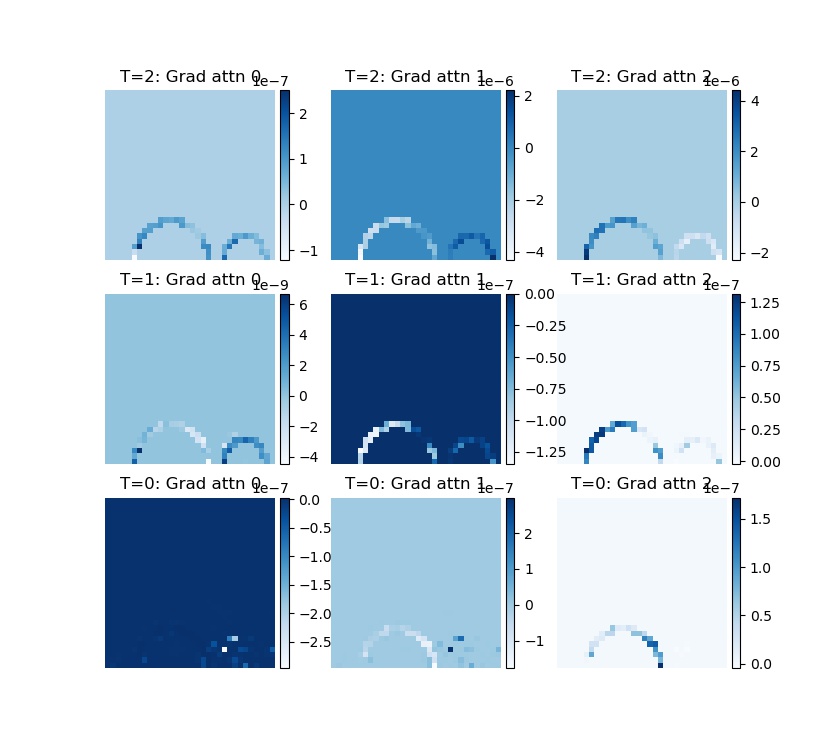 T=2: Grad attn 0
1e−7
2
1
0
−1
T=2: Grad attn 1
1e−6
2
0
−2
−4
T=2: Grad attn 2
1e−6
4
2
0
−2
T=1: Grad attn 0
1e−9
6
4
2
0
−2
−4
T=1: Grad attn 1
1e−7
0.00
−0.25
−0.50
−0.75
−1.00
−1.25
T=1: Grad attn 2
1e−7
1.25
1.00
0.75
0.50
0.25
0.00
T=0: Grad attn 0
1e−7
0.0
−0.5
−1.0
−1.5
−2.0
−2.5
T=0: Grad attn 1
1e−7
2
1
0
−1
T=0: Grad attn 2
1e−7
1.5
1.0
0.5
0.0